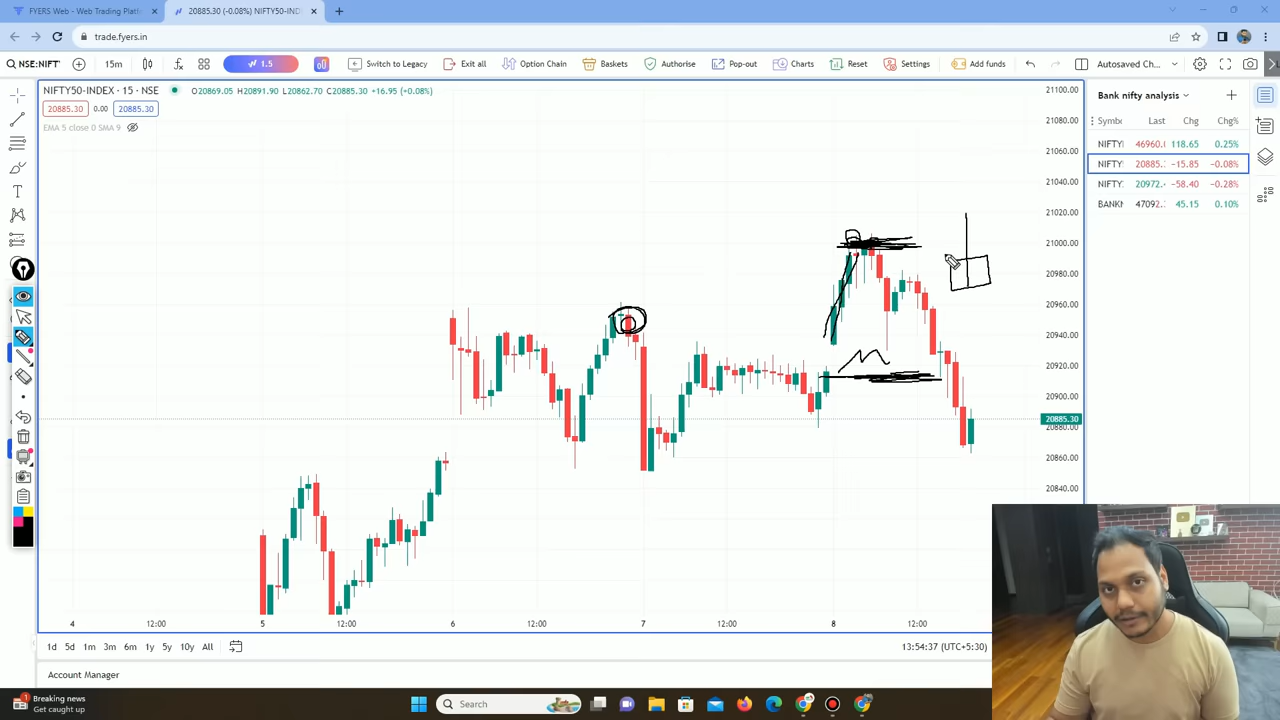 FYERS Web - Web Trading Platf
20885.30 (-0.08%) NIFTY50-IND
trade.fyers.in
NSE:NIFT 15m 1.5 Switch to Legacy Exit all Option Chain Baskets Authorise Pop-out Charts Reset Settings Add funds Autosaved Ch...
NIFTY50-INDEX · 15 · NSE O20869.05 H20891.90 L20862.70 C20885.30 +16.95 (+0.08%)
20885.30 0.00 20885.30
EMA 5 close 0 SMA 9
21100.00
21080.00
21060.00
21040.00
21020.00
21000.00
20980.00
20960.00
20940.00
20920.00
20900.00
20885.30
20880.00
20860.00
20840.00
Bank nifty analysis
Symb Last Chg Chg%
NIFTY 46960. 118.65 0.25%
NIFTY 20885. −15.85 −0.08%
NIFTY 20972. −58.40 −0.28%
BANKN 47092. 45.15 0.10%
4 12:00 5 12:00 6 12:00 7 12:00 8 12:00
1d 5d 1m 3m 6m 1y 5y 10y All
13:54:37 (UTC+5:30)
Account Manager
1
Breaking news
Get caught up
Search